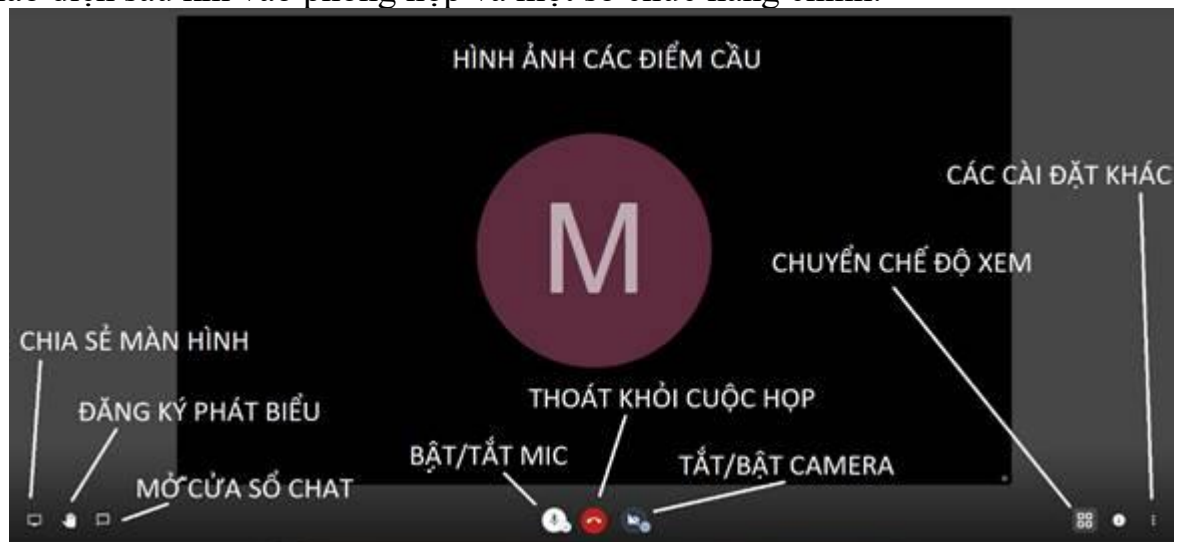 HÌNH ẢNH CÁC ĐIỂM CẦU
CÁC CÀI ĐẶT KHÁC
M
CHUYỂN CHẾ ĐỘ XEM
CHIA SẺ MÀN HÌNH
THOÁT KHỎI CUỘC HỌP
ĐĂNG KÝ PHÁT BIỂU
BẬT/TẮT MIC
TẮT/BẬT CAMERA
MỞ CỬA SỔ CHAT